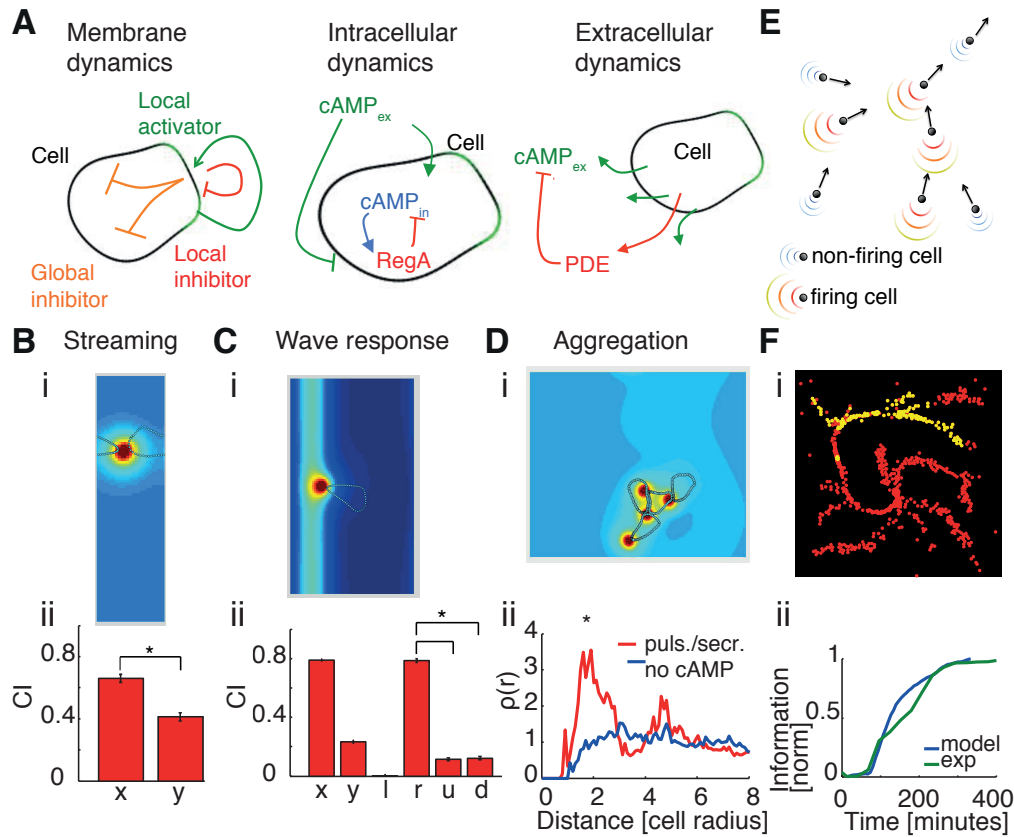 A
Membrane
dynamics
Local
activator
Cell
Global
inhibitor
Local
inhibitor
Intracellular
dynamics
cAMPex
Cell
cAMPin
RegA
Extracellular
dynamics
cAMPex
Cell
PDE
E
non-firing cell
firing cell
B Streaming
i
ii
CI
0.8
0.4
0
*
x y
C Wave response
i
ii
CI
0.8
0.4
0
*
x y l r u d
D Aggregation
i
ii
*
puls./secr.
no cAMP
ρ(r)
4
3
2
1
0
0 2 4 6 8
Distance [cell radius]
F
i
ii
Information
[norm]
1
0.5
0
model
exp
0 200 400
Time [minutes]